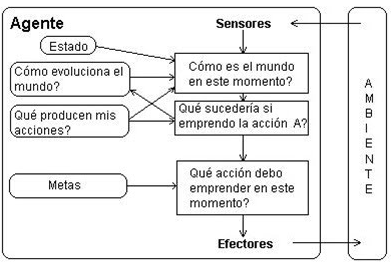 Agente
Sensores
Estado
Cómo evoluciona el
mundo?
Qué producen mis
acciones?
Metas
Cómo es el mundo
en este momento?
Qué sucedería si
emprendo la acción A?
Qué acción debo
emprender en este
momento?
Efectores
AMBIENTE